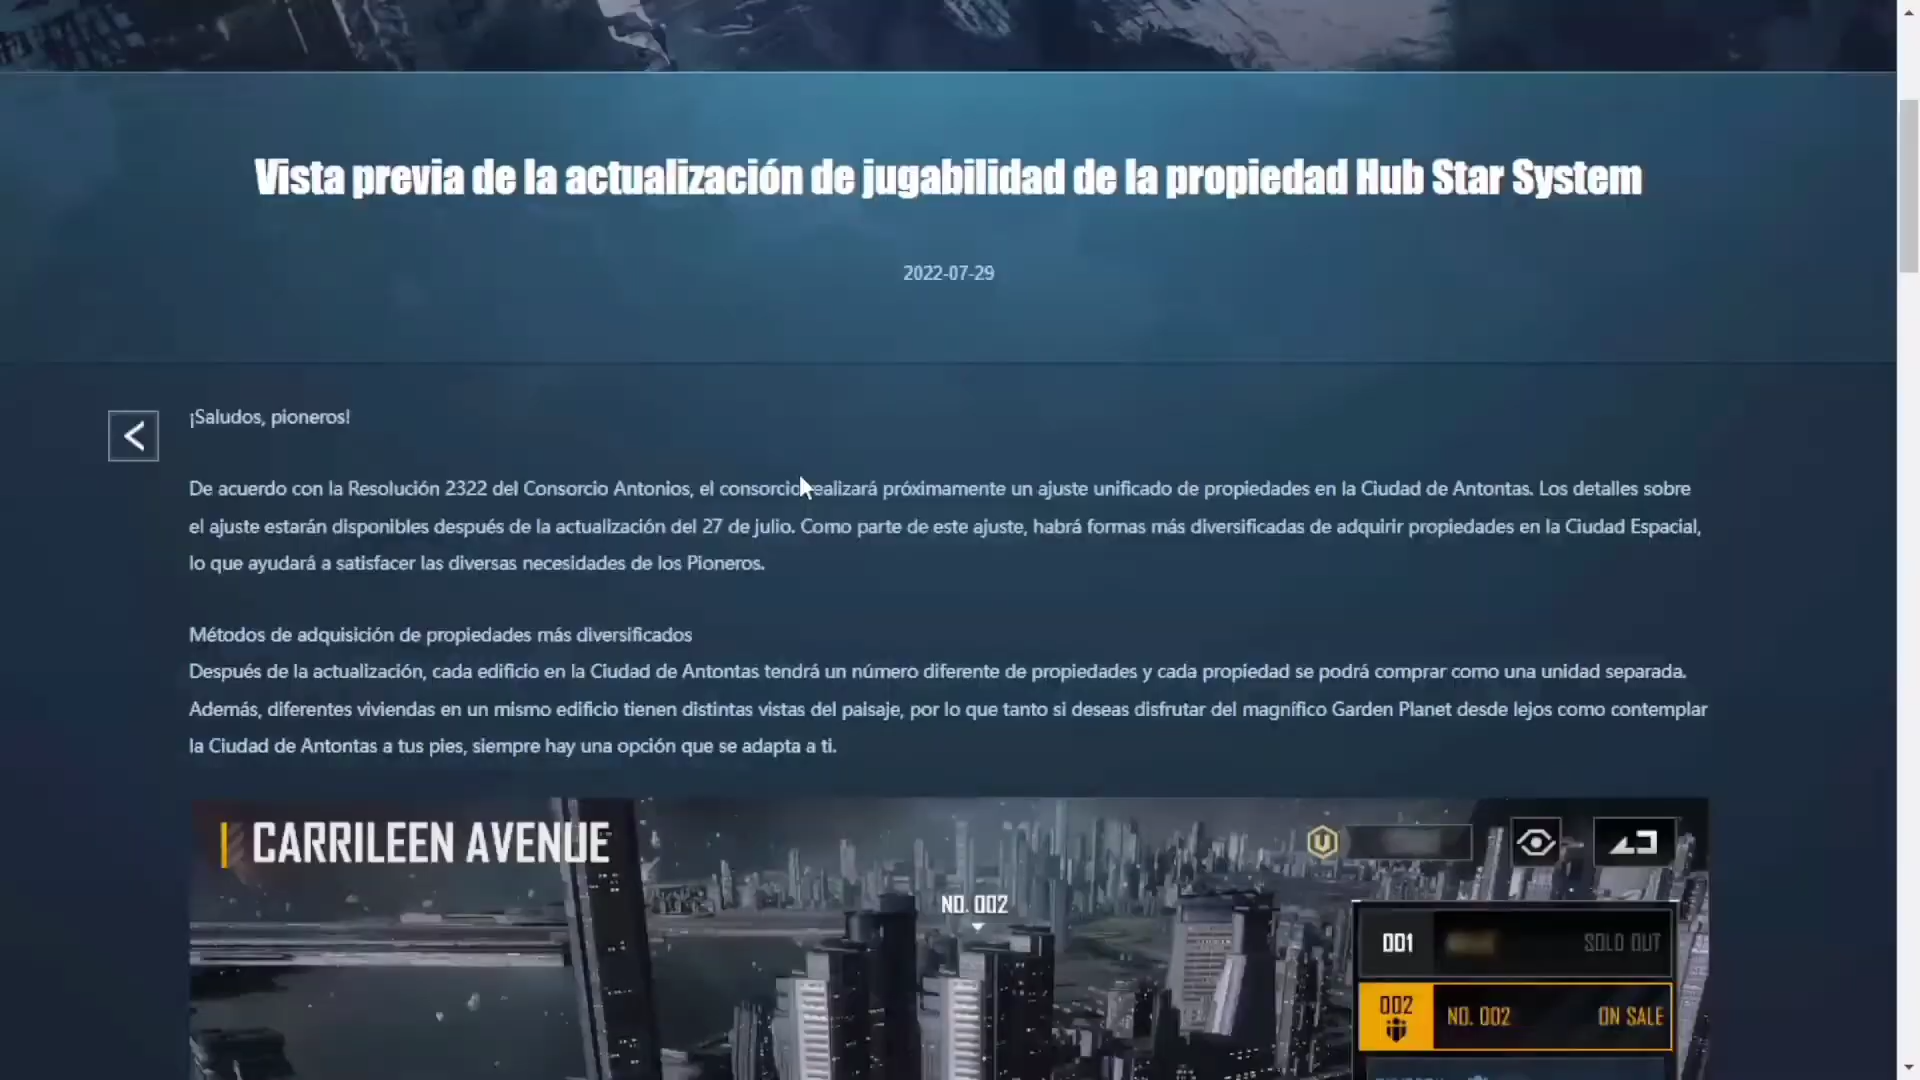 Vista previa de la actualización de jugabilidad de la propiedad Hub Star System
2022-07-29
¡Saludos, pioneros!
De acuerdo con la Resolución 2322 del Consorcio Antonios, el consorcio realizará próximamente un ajuste unificado de propiedades en la Ciudad de Antontas. Los detalles sobre
el ajuste estarán disponibles después de la actualización del 27 de julio. Como parte de este ajuste, habrá formas más diversificadas de adquirir propiedades en la Ciudad Espacial,
lo que ayudará a satisfacer las diversas necesidades de los Pioneros.
Métodos de adquisición de propiedades más diversificados
Después de la actualización, cada edificio en la Ciudad de Antontas tendrá un número diferente de propiedades y cada propiedad se podrá comprar como una unidad separada.
Además, diferentes viviendas en un mismo edificio tienen distintas vistas del paisaje, por lo que tanto si deseas disfrutar del magnífico Garden Planet desde lejos como contemplar
la Ciudad de Antontas a tus pies, siempre hay una opción que se adapta a ti.
CARRILEEN AVENUE
NO. 002
001 SOLD OUT
002 NO. 002 ON SALE